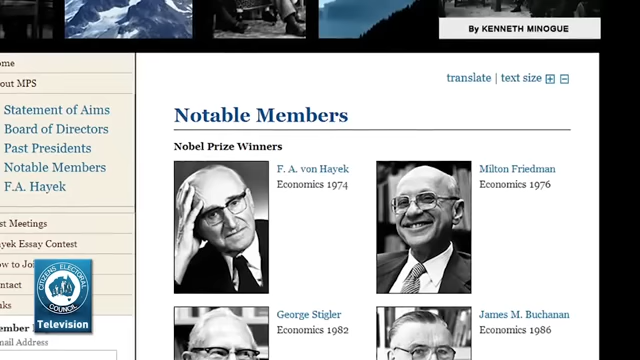 By KENNETH MINOGUE
ome
out MPS
translate | text size
Statement of Aims
Board of Directors
Past Presidents
Notable Members
F.A. Hayek
Notable Members
Nobel Prize Winners
F. A. von Hayek
Economics 1974
Milton Friedman
Economics 1976
st Meetings
yek Essay Contest
ow to Joi
ntact
nks
ember
mail Address
George Stigler
Economics 1982
James M. Buchanan
Economics 1986
CITIZENS ELECTORAL
COUNCIL
Television